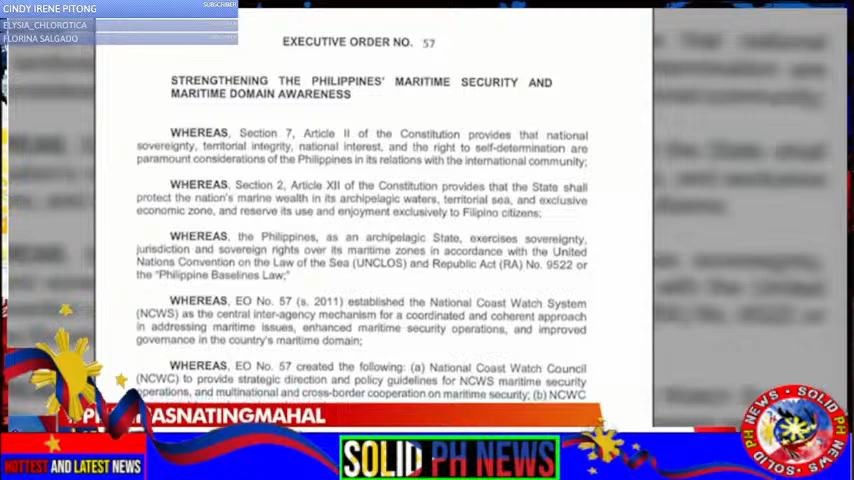 CINDY IRENE PITONG
SUBSCRIBER
ELYSIA_CHLOROTICA
FLORINA SALGADO
EXECUTIVE ORDER NO. 57
STRENGTHENING THE PHILIPPINES' MARITIME SECURITY AND
MARITIME DOMAIN AWARENESS
WHEREAS, Section 7, Article II of the Constitution provides that national
sovereignty, territorial integrity, national interest, and the right to self-determination are
paramount considerations of the Philippines in its relations with the international community;
WHEREAS, Section 2, Article XII of the Constitution provides that the State shall
protect the nation's marine wealth in its archipelagic waters, territorial sea, and exclusive
economic zone, and reserve its use and enjoyment exclusively to Filipino citizens;
WHEREAS, the Philippines, as an archipelagic State, exercises sovereignty,
jurisdiction and sovereign rights over its maritime zones in accordance with the United
Nations Convention on the Law of the Sea (UNCLOS) and Republic Act (RA) No. 9522 or
the "Philippine Baselines Law;"
WHEREAS, EO No. 57 (s. 2011) established the National Coast Watch System
(NCWS) as the central inter-agency mechanism for a coordinated and coherent approach
in addressing maritime issues, enhanced maritime security operations, and improved
governance in the country's maritime domain;
WHEREAS, EO No. 57 created the following: (a) National Coast Watch Council
(NCWC) to provide strategic direction and policy guidelines for NCWS maritime security
operations, and multinational and cross-border cooperation on maritime security; (b) NCWC
HOTTEST AND LATEST NEWS
SOLID PH NEWS
SOLID PH NEWS
SOLID PH NEWS